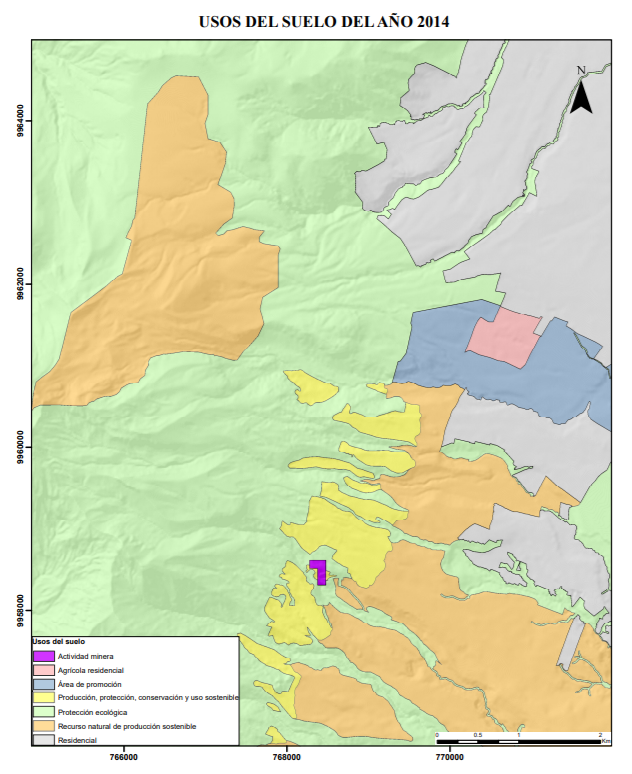 USOS DEL SUELO DEL AÑO 2014
N
9964000
9962000
9960000
9958000
Usos del suelo
Actividad minera
Agrícola residencial
Área de promoción
Producción, protección, conservación y uso sostenible
Protección ecológica
Recurso natural de producción sostenible
Residencial
0 0.5 1 2
Km
766000 768000 770000